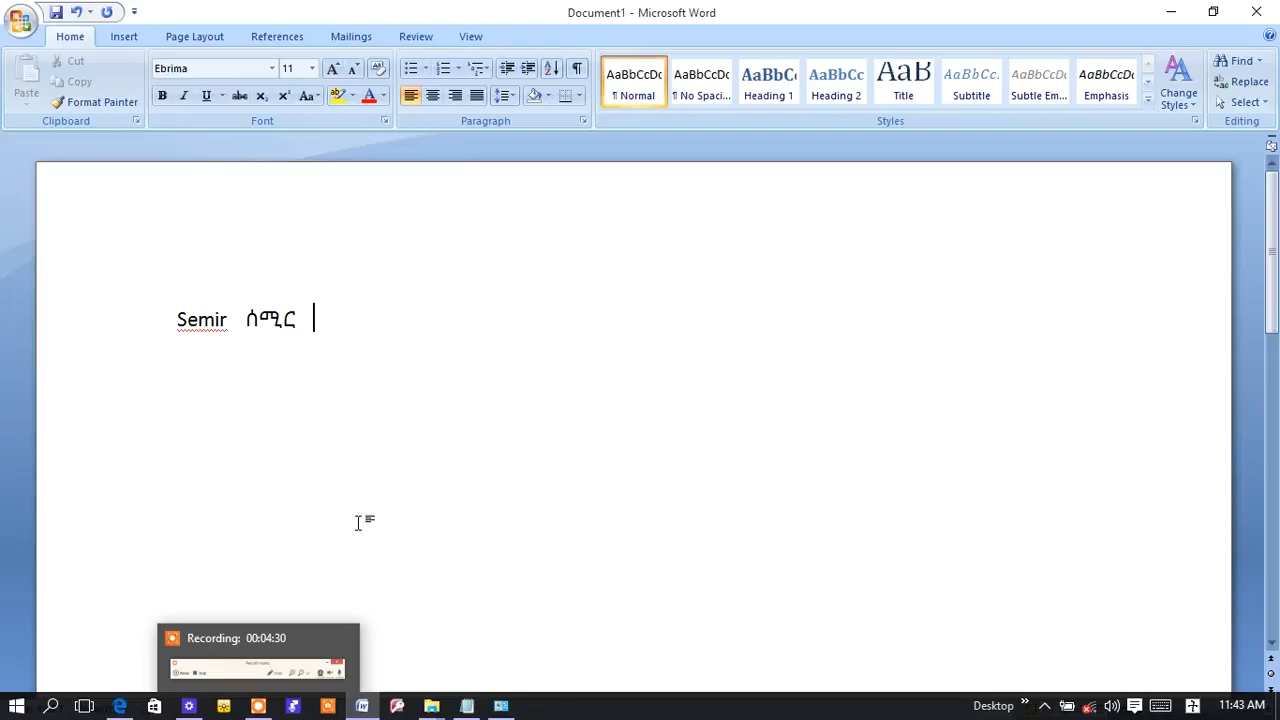 Document1 - Microsoft Word
Home Insert Page Layout References Mailings Review View
Paste
Cut
Copy
Format Painter
Clipboard
Ebrima 11
Font
Paragraph
AaBbCcDc AaBbCcDc AaBbC AaBbCc AaB AaBbCc. AaBbCcDc AaBbCcDc
¶ Normal ¶ No Spaci... Heading 1 Heading 2 Title Subtitle Subtle Em... Emphasis
Change Styles
Styles
Find
Replace
Select
Editing
Semir ሰሚር
Recording: 00:04:30
Desktop 11:43 AM